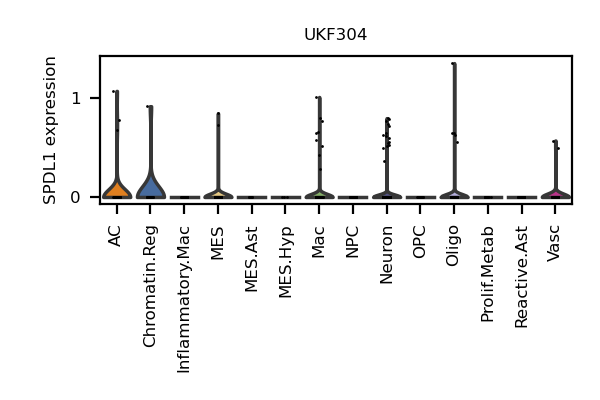 UKF304
SPDL1 expression
1
0
AC
Chromatin.Reg
Inflammatory.Mac
MES
MES.Ast
MES.Hyp
Mac
NPC
Neuron
OPC
Oligo
Prolif.Metab
Reactive.Ast
Vasc